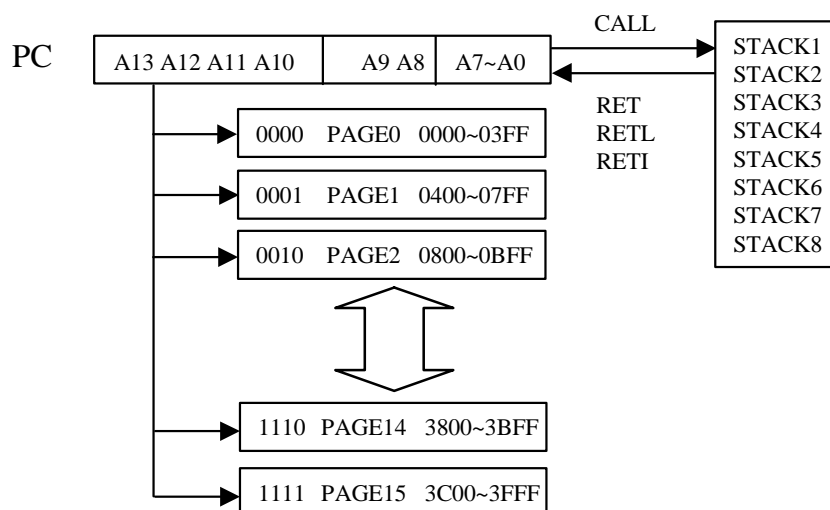 PC
A13 A12 A11 A10 A9 A8 A7~A0
CALL
RET
RETL
RETI
STACK1
STACK2
STACK3
STACK4
STACK5
STACK6
STACK7
STACK8
0000 PAGE0 0000~03FF
0001 PAGE1 0400~07FF
0010 PAGE2 0800~0BFF
1110 PAGE14 3800~3BFF
1111 PAGE15 3C00~3FFF